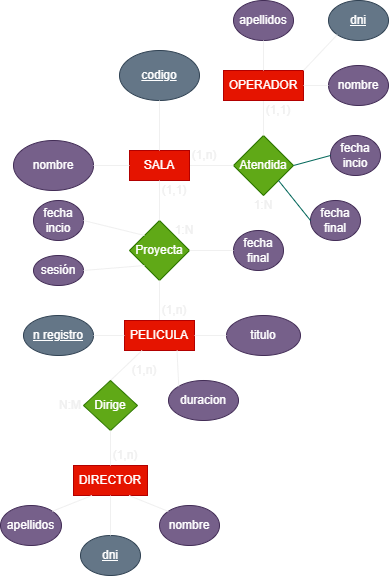 apellidos
dni
codigo
OPERADOR
nombre
(1,1)
nombre
SALA
(1,n)
Atendida
fecha
incio
(1,1)
1:N
fecha
incio
fecha
final
1:N
Proyecta
fecha
final
sesión
(1,n)
n registro
PELICULA
titulo
(1,n)
N:M
Dirige
duracion
(1,n)
DIRECTOR
apellidos
nombre
dni